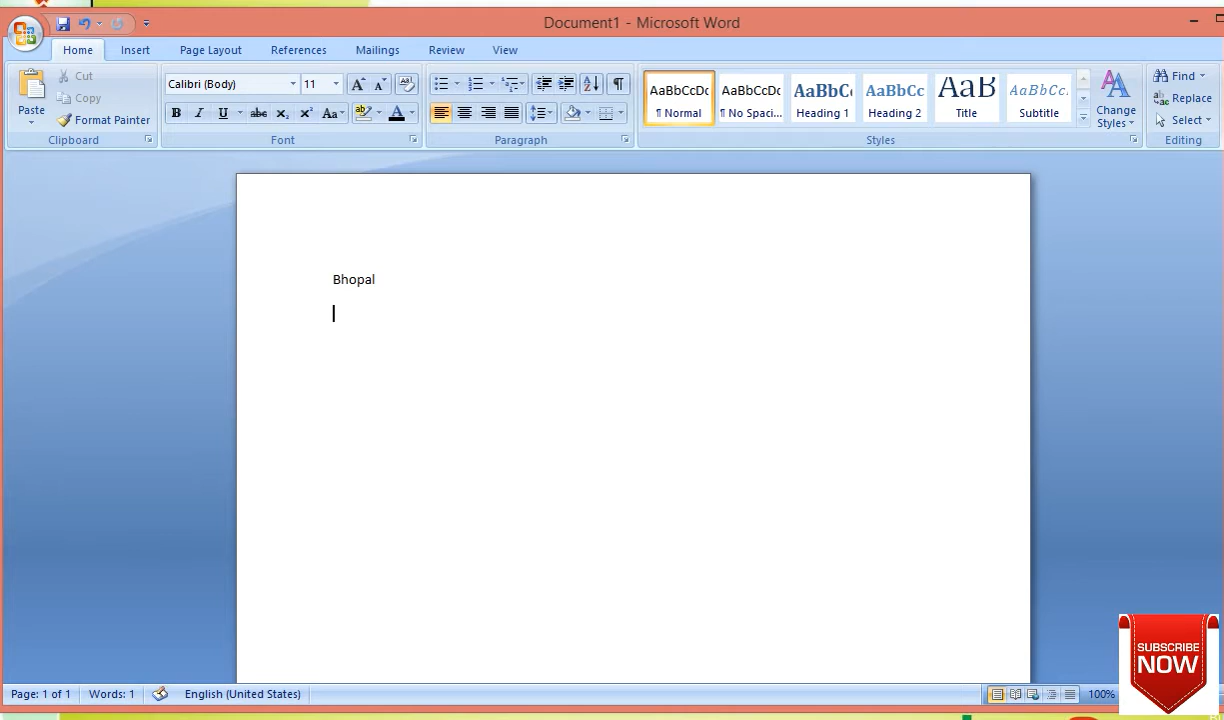 Document1 - Microsoft Word
Home Insert Page Layout References Mailings Review View
Paste
Cut
Copy
Format Painter
Clipboard
Calibri (Body) 11
B I U abc X₂ X² Aa ab A
Font
Paragraph
AaBbCcDc AaBbCcDc AaBbCc AaBbCc AaB AaBbCc.
¶ Normal ¶ No Spaci... Heading 1 Heading 2 Title Subtitle
Change Styles
Styles
Find
Replace
Select
Editing
Bhopal
SUBSCRIBE
NOW
Page: 1 of 1 Words: 1 English (United States) 100%